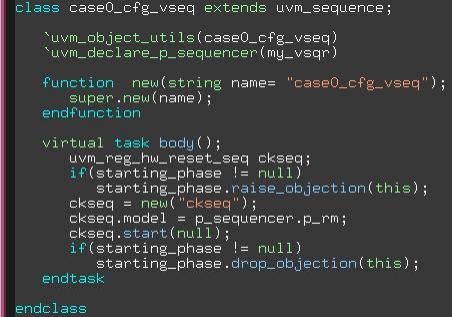 class case0_cfg_vseq extends uvm_sequence;
`uvm_object_utils(case0_cfg_vseq)
`uvm_declare_p_sequencer(my_vsqr)
function  new(string name= "case0_cfg_vseq");
super.new(name);
endfunction
virtual task body();
uvm_reg_hw_reset_seq ckseq;
if(starting_phase != null)
starting_phase.raise_objection(this);
ckseq = new("ckseq");
ckseq.model = p_sequencer.p_rm;
ckseq.start(null);
if(starting_phase != null)
starting_phase.drop_objection(this);
endtask
endclass